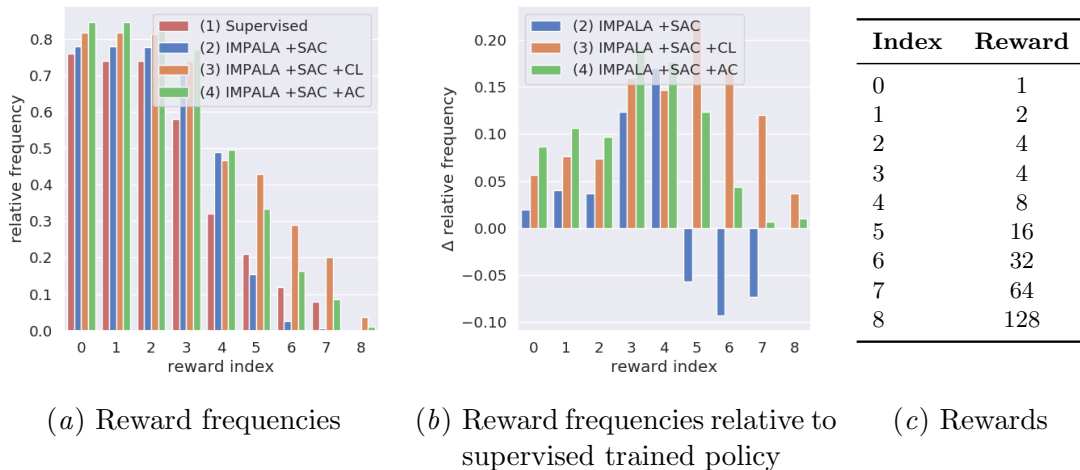 (1) Supervised
(2) IMPALA +SAC
(3) IMPALA +SAC +CL
(4) IMPALA +SAC +AC
relative frequency
0.8
0.7
0.6
0.5
0.4
0.3
0.2
0.1
0.0
0 1 2 3 4 5 6 7 8
reward index
(a) Reward frequencies
(2) IMPALA +SAC
(3) IMPALA +SAC +CL
(4) IMPALA +SAC +AC
Δ relative frequency
0.20
0.15
0.10
0.05
0.00
−0.05
−0.10
0 1 2 3 4 5 6 7 8
reward index
(b) Reward frequencies relative to
supervised trained policy
Index Reward
0 1
1 2
2 4
3 4
4 8
5 16
6 32
7 64
8 128
(c) Rewards